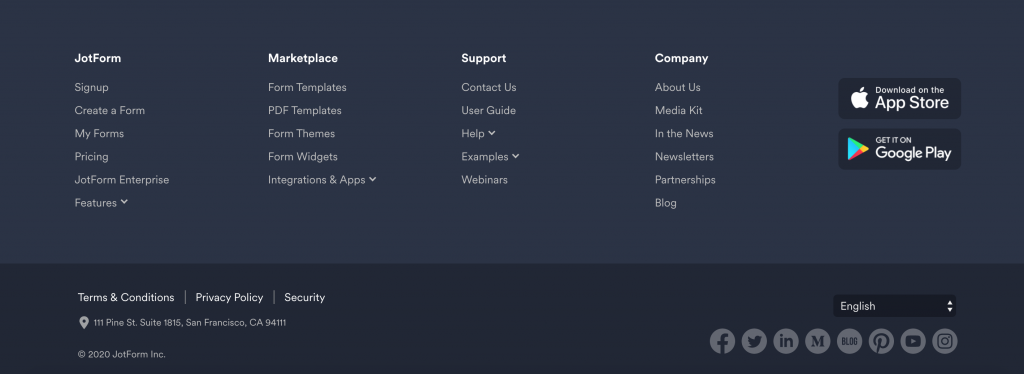 JotForm
Signup
Create a Form
My Forms
Pricing
JotForm Enterprise
Features
Marketplace
Form Templates
PDF Templates
Form Themes
Form Widgets
Integrations & Apps
Support
Contact Us
User Guide
Help
Examples
Webinars
Company
About Us
Media Kit
In the News
Newsletters
Partnerships
Blog
Download on the
App Store
GET IT ON
Google Play
Terms & Conditions | Privacy Policy | Security
111 Pine St. Suite 1815, San Francisco, CA 94111
© 2020 JotForm Inc.
English
BLOG